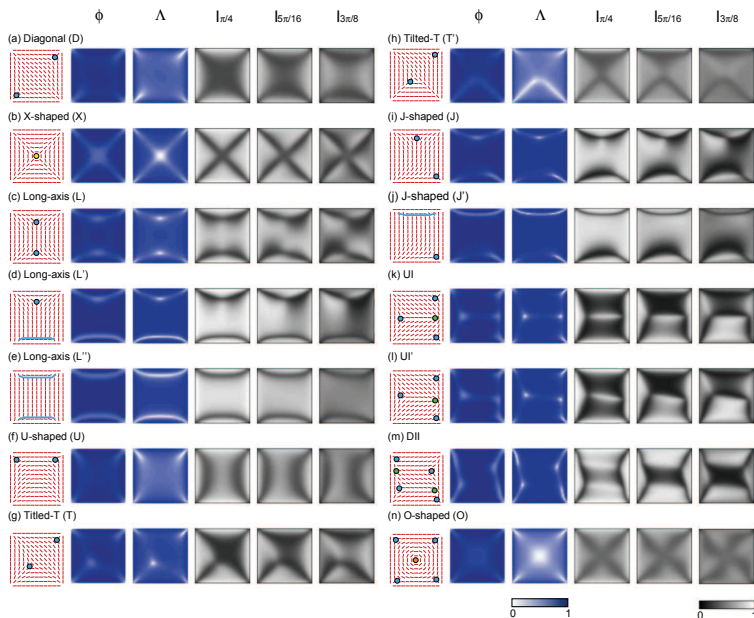 ϕ Λ I_{π/4} I_{5π/16} I_{3π/8}
(a) Diagonal (D)
(b) X-shaped (X)
(c) Long-axis (L)
(d) Long-axis (L')
(e) Long-axis (L'')
(f) U-shaped (U)
(g) Titled-T (T)
0 1
ϕ Λ I_{π/4} I_{5π/16} I_{3π/8}
(h) Tilted-T (T')
(i) J-shaped (J)
(j) J-shaped (J')
(k) UI
(l) UI'
(m) DII
(n) O-shaped (O)
0 1